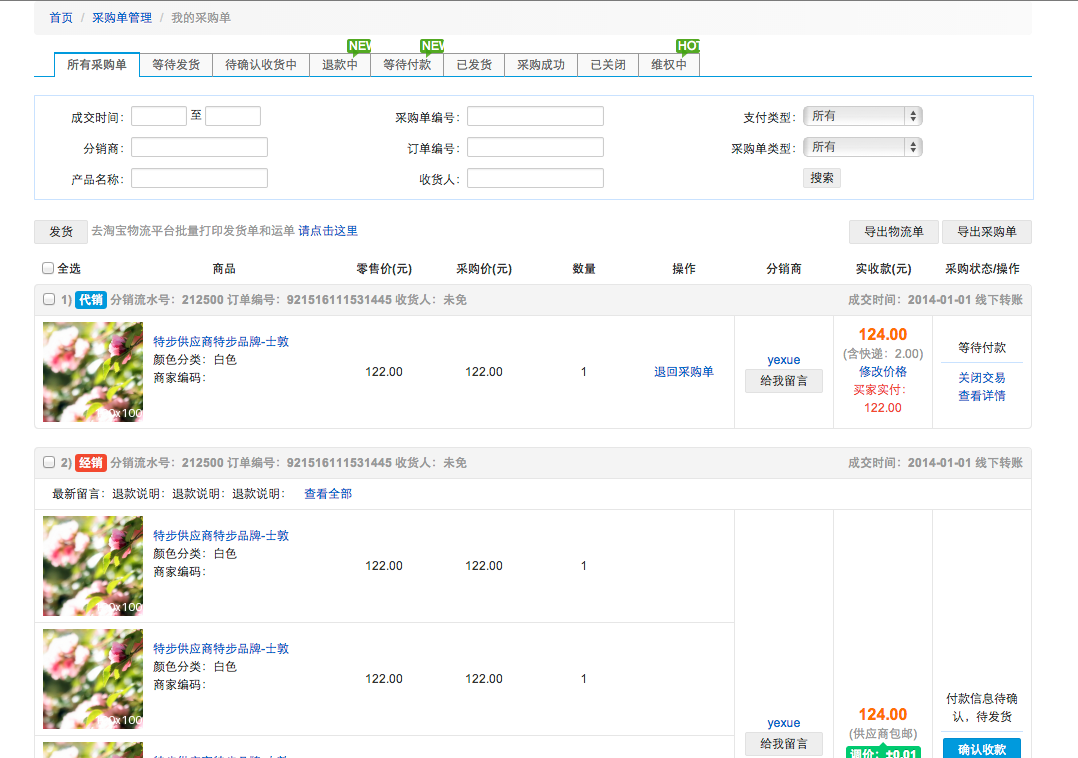 首页 / 采购单管理 / 我的采购单
NEW NEW HOT
所有采购单 等待发货 待确认收货中 退款中 等待付款 已发货 采购成功 已关闭 维权中
成交时间： 至 采购单编号： 支付类型： 所有
分销商： 订单编号： 采购单类型： 所有
产品名称： 收货人： 搜索
发货 去淘宝物流平台批量打印发货单和运单 请点击这里 导出物流单 导出采购单
全选 商品 零售价(元) 采购价(元) 数量 操作 分销商 实收款(元) 采购状态/操作
1) 代销 分销流水号：212500 订单编号：921516111531445 收货人：未免 成交时间：2014-01-01 线下转账
特步供应商特步品牌-士敦
颜色分类：白色
商家编码：
0x100
122.00 122.00 1 退回采购单
yexue
给我留言
124.00
(含快递：2.00)
修改价格
买家实付：
122.00
等待付款
关闭交易
查看详情
2) 经销 分销流水号：212500 订单编号：921516111531445 收货人：未免 成交时间：2014-01-01 线下转账
最新留言：退款说明：退款说明：退款说明： 查看全部
特步供应商特步品牌-士敦
颜色分类：白色
商家编码：
0x100
122.00 122.00 1
特步供应商特步品牌-士敦
颜色分类：白色
商家编码：
0x100
122.00 122.00 1
yexue
给我留言
124.00
(供应商包邮)
调价：±0.01
付款信息待确
认，待发货
确认收款